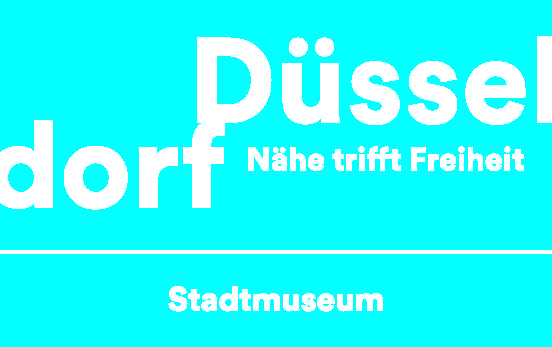 Düssel
dorf
Nähe trifft Freiheit
Stadtmuseum